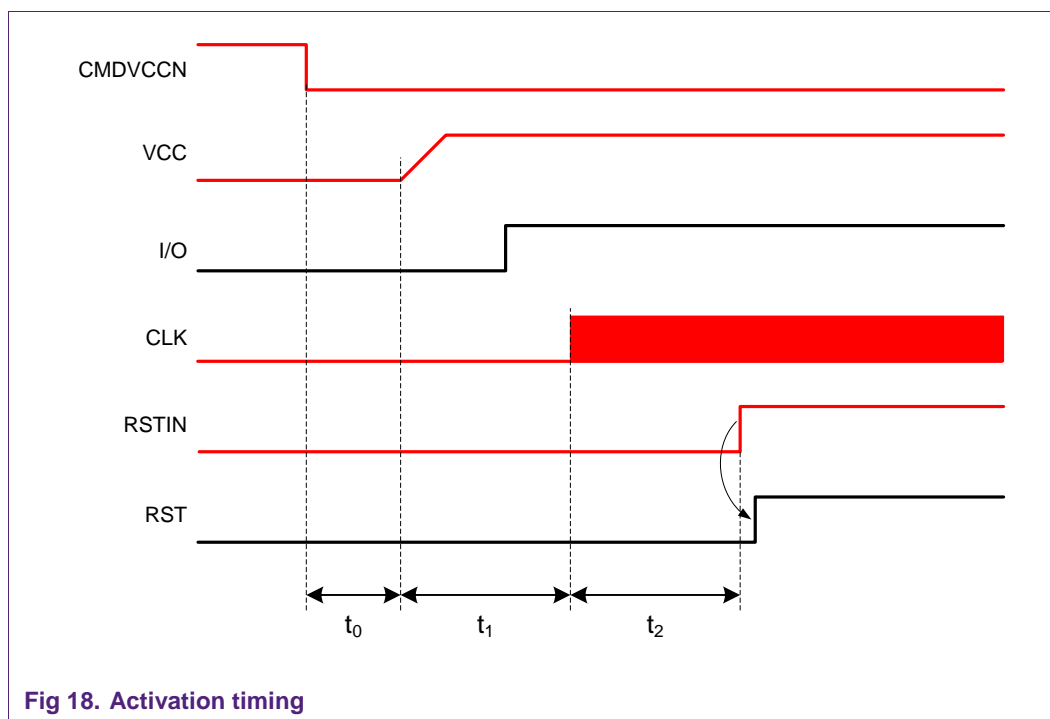 CMDVCCN
VCC
I/O
CLK
RSTIN
RST
t0 t1 t2
Fig 18. Activation timing